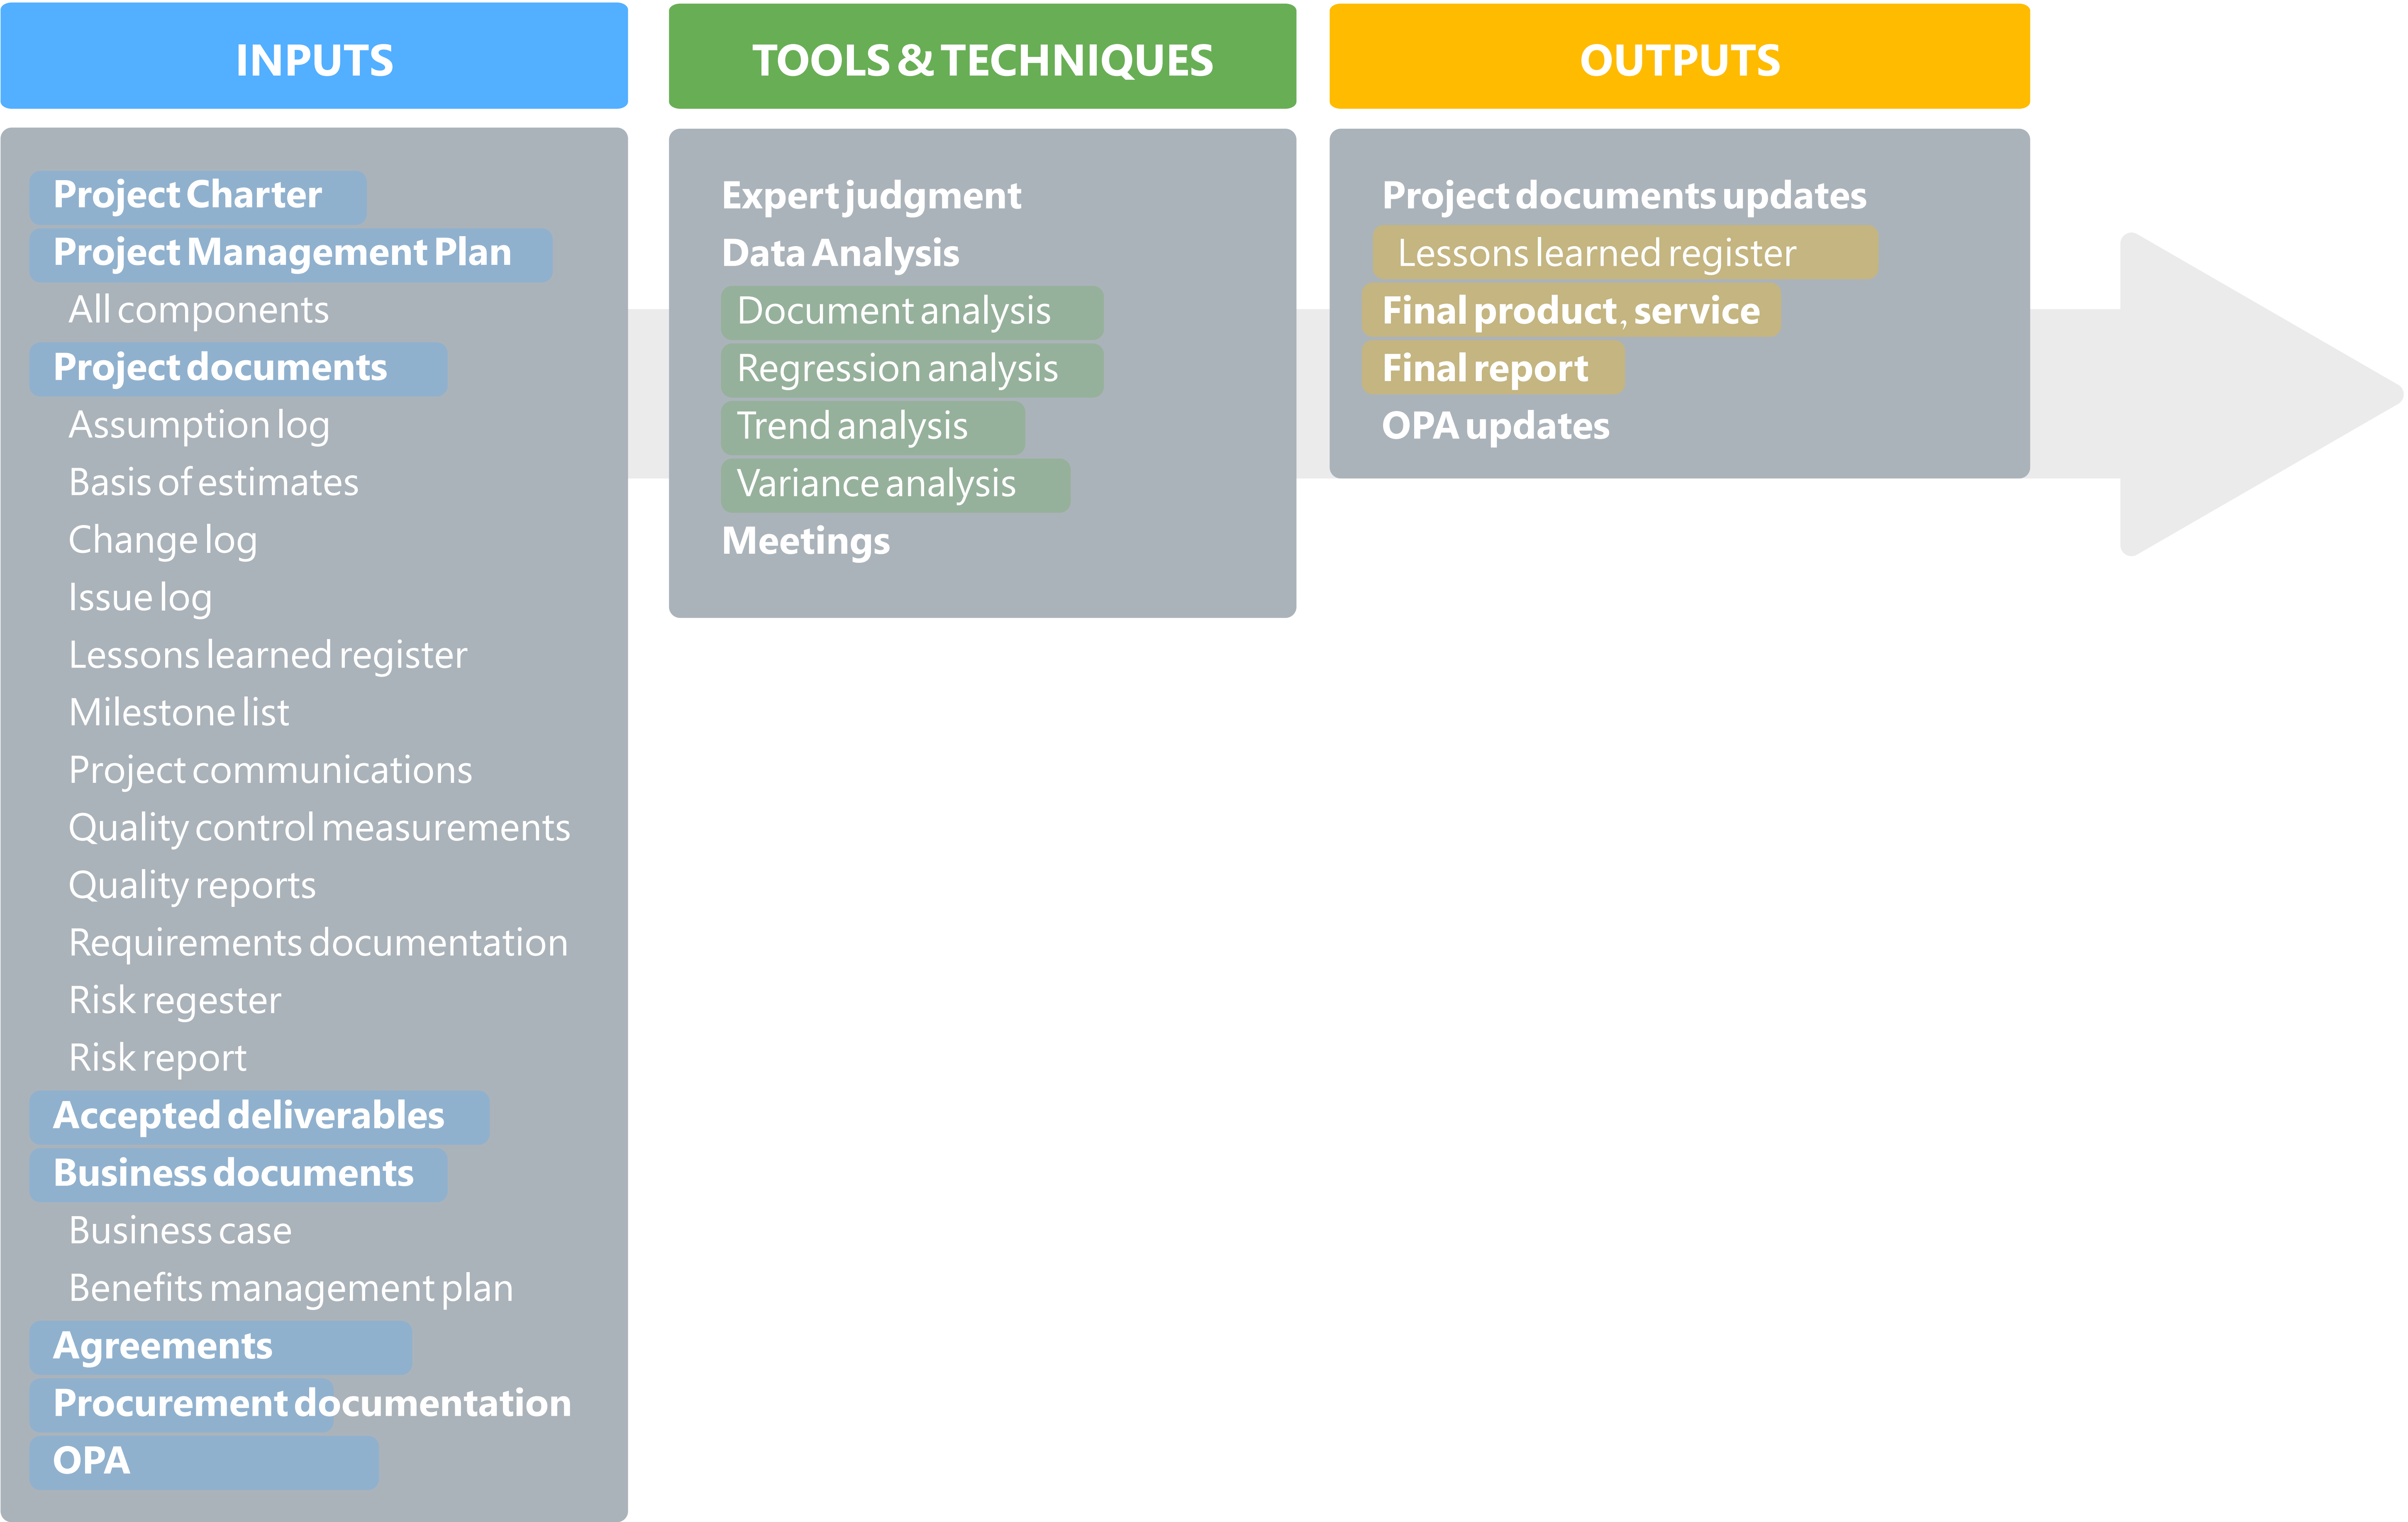 INPUTS
Project Charter
Project Management Plan
All components
Project documents
Assumption log
Basis of estimates
Change log
Issue log
Lessons learned register
Milestone list
Project communications
Quality control measurements
Quality reports
Requirements documentation
Risk regester
Risk report
Accepted deliverables
Business documents
Business case
Benefits management plan
Agreements
Procurement documentation
OPA
TOOLS & TECHNIQUES
Expert judgment
Data Analysis
Document analysis
Regression analysis
Trend analysis
Variance analysis
Meetings
OUTPUTS
Project documents updates
Lessons learned register
Final product, service
Final report
OPA updates